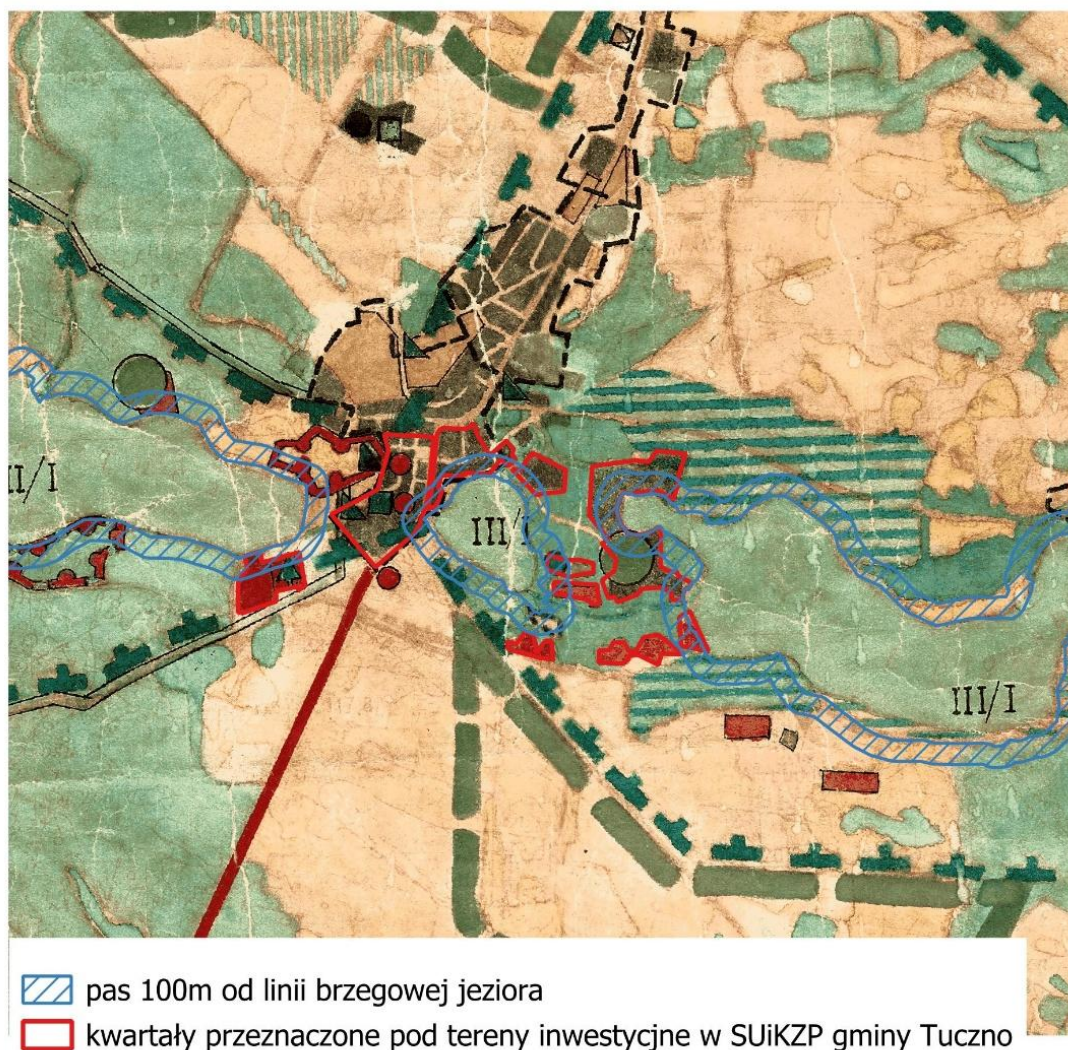 II/I
III/I
III/I
pas 100m od linii brzegowej jeziora
kwartały przeznaczone pod tereny inwestycyjne w SUiKZP gminy Tuczno